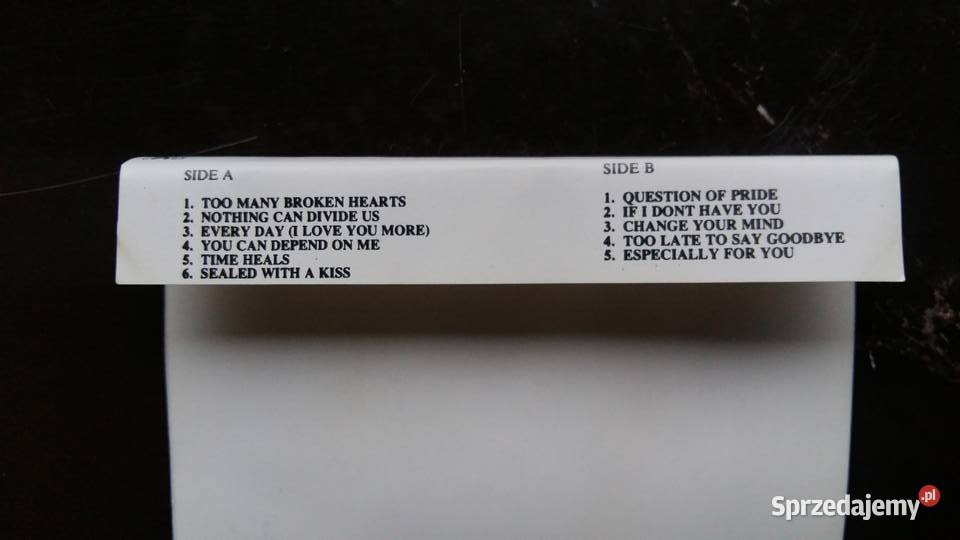 SIDE A
1. TOO MANY BROKEN HEARTS
2. NOTHING CAN DIVIDE US
3. EVERY DAY (I LOVE YOU MORE)
4. YOU CAN DEPEND ON ME
5. TIME HEALS
6. SEALED WITH A KISS
SIDE B
1. QUESTION OF PRIDE
2. IF I DONT HAVE YOU
3. CHANGE YOUR MIND
4. TOO LATE TO SAY GOODBYE
5. ESPECIALLY FOR YOU
Sprzedajemy.pl